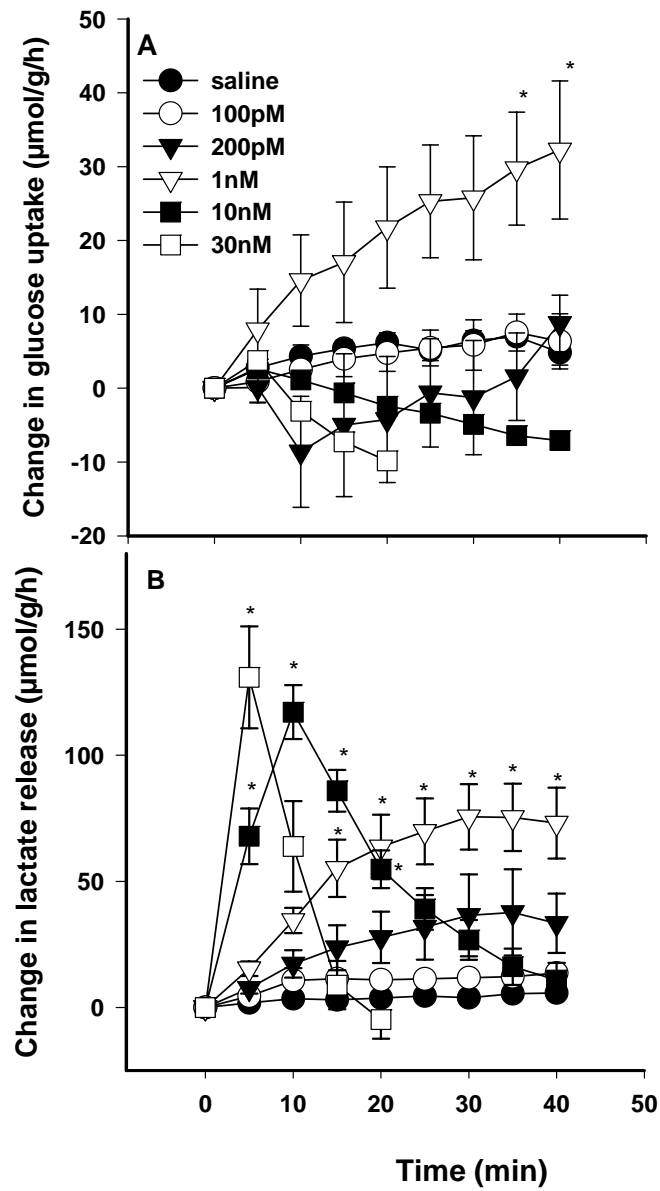 50
A
*
*
saline
40
100pM
200pM
30
1nM
10nM
20
30nM
10
0
-10
-20
Change in glucose uptake (µmol/g/h)
B
150
*
*
*
*
*
*
*
*
*
*
*
*
100
50
0
Change in lactate release (µmol/g/h)
0 10 20 30 40 50
Time (min)